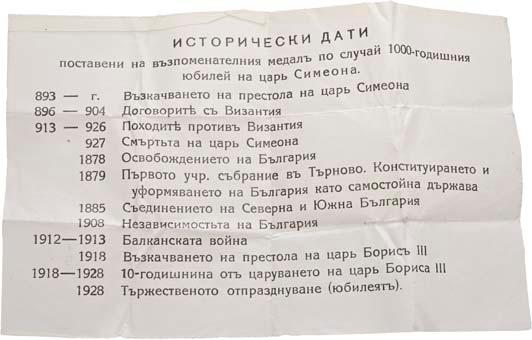 ИСТОРИЧЕСКИ ДАТИ
поставени на възпоменателния медалъ по случай 1000-годишния
юбилей на царь Симеона.
893 — г. Възкачването на престола на царь Симеона
896 — 904 Договоритѣ съ Византия
913 — 926 Походитѣ противъ Византия
927 Смъртьта на царь Симеона
1878 Освобождението на България
1879 Първото учр. събрание въ Търново. Конституирането и
уформяването на България като самостойна държава
1885 Съединението на Северна и Южна България
1908 Независимостьта на България
1912—1913 Балканската война
1918 Възкачването на престола на царь Борисъ III
1918—1928 10-годишнина отъ царуването на царь Бориса III
1928 Тържественото отпразднуване (юбилеятъ).